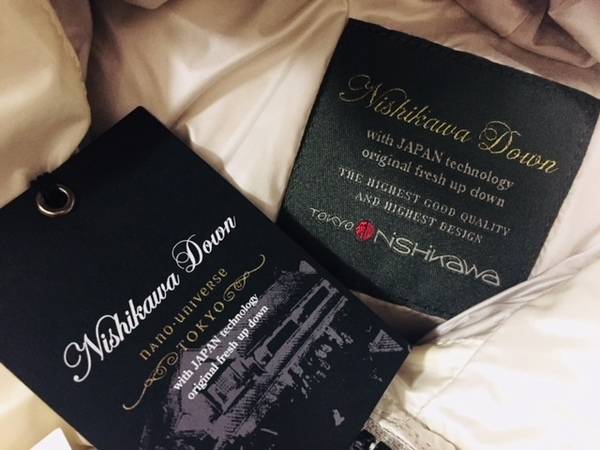 Nishikawa Down
with JAPAN technology
original fresh up down
THE HIGHEST GOOD QUALITY
AND HIGHEST DESIGN
TOKYO NiSHiKawa
Nishikawa Down
nano・universe
TOKYO
with JAPAN technology
original fresh up down